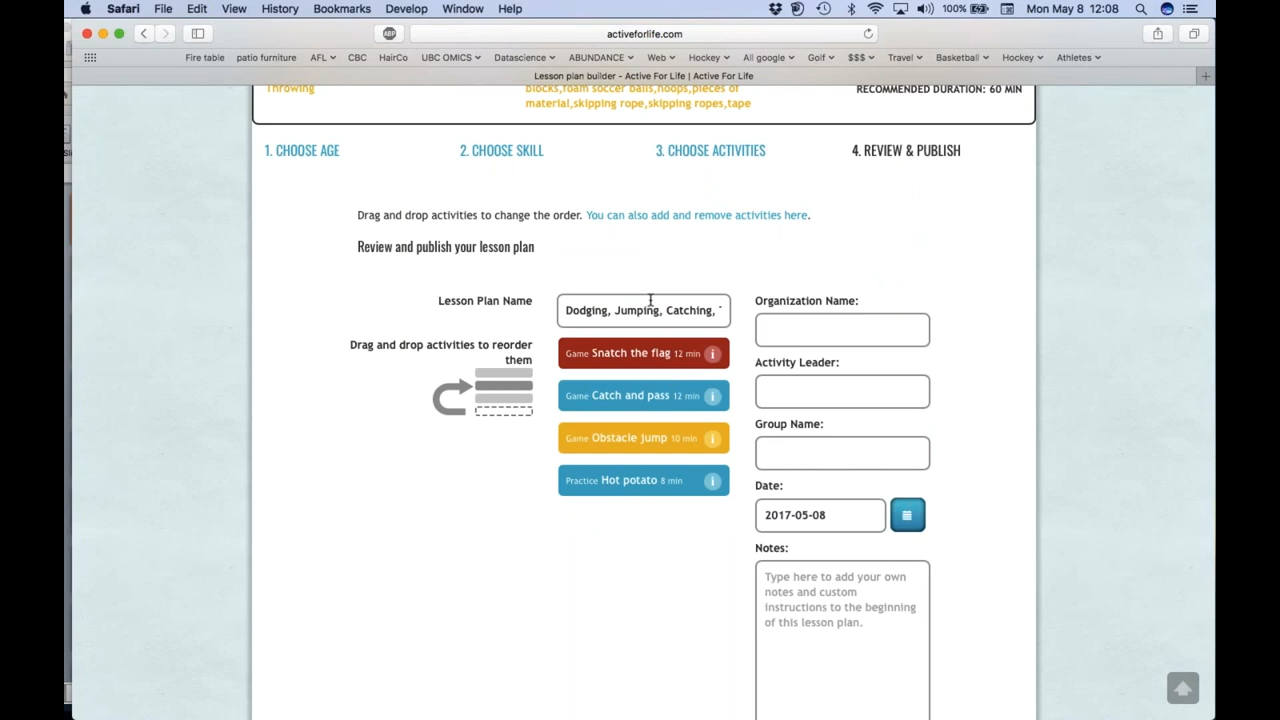 Safari File Edit View History Bookmarks Develop Window Help 100% Mon May 8 12:08
ABP activeforlife.com
Fire table patio furniture AFL CBC HairCo UBC OMICS Datascience ABUNDANCE Web Hockey All google Golf $$$ Travel Basketball Hockey Athletes
Lesson plan builder - Active For Life | Active For Life
Throwing
blocks,foam soccer balls,hoops,pieces of
material,skipping rope,skipping ropes,tape
RECOMMENDED DURATION: 60 MIN
1. CHOOSE AGE 2. CHOOSE SKILL 3. CHOOSE ACTIVITIES 4. REVIEW & PUBLISH
Drag and drop activities to change the order. You can also add and remove activities here.
Review and publish your lesson plan
Lesson Plan Name
Dodging, Jumping, Catching,
Drag and drop activities to reorder
them
Game Snatch the flag 12 min i
Game Catch and pass 12 min i
Game Obstacle jump 10 min i
Practice Hot potato 8 min i
Organization Name:
Activity Leader:
Group Name:
Date:
2017-05-08
Notes:
Type here to add your own
notes and custom
instructions to the beginning
of this lesson plan.